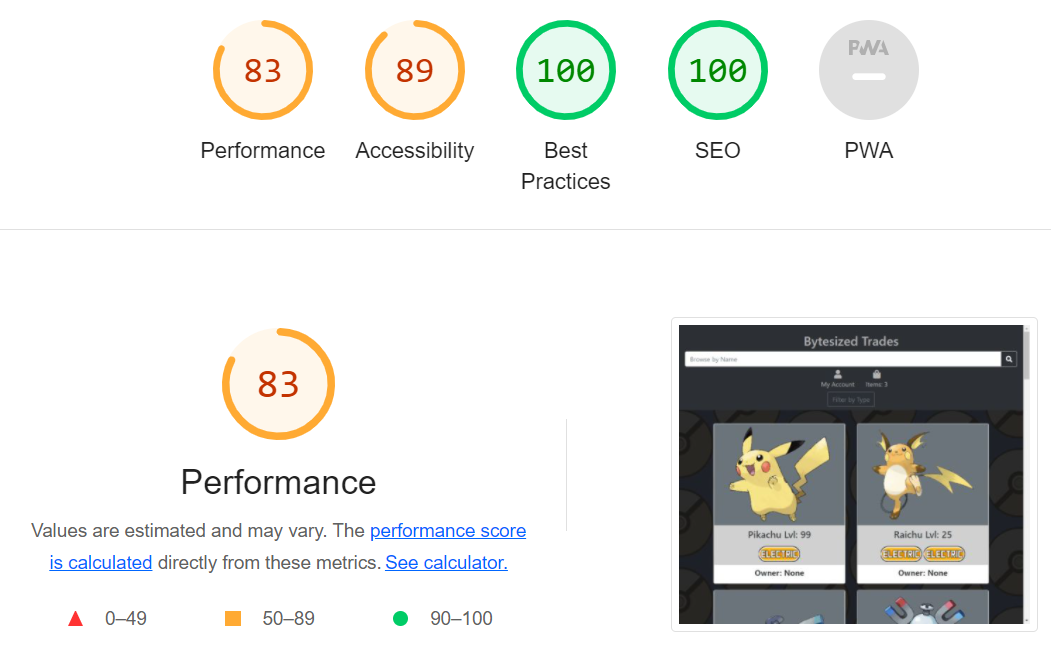 83
89
100
100
PWA
Performance
Accessibility
Best
Practices
SEO
PWA
83
Performance
Values are estimated and may vary. The performance score
is calculated directly from these metrics. See calculator.
0–49
50–89
90–100
Bytesized Trades
Browse by Name
My Account
Items: 3
Filter by Type
Pikachu Lvl: 99
ELECTRIC
Owner: None
Raichu Lvl: 25
ELECTRIC ELECTRIC
Owner: None